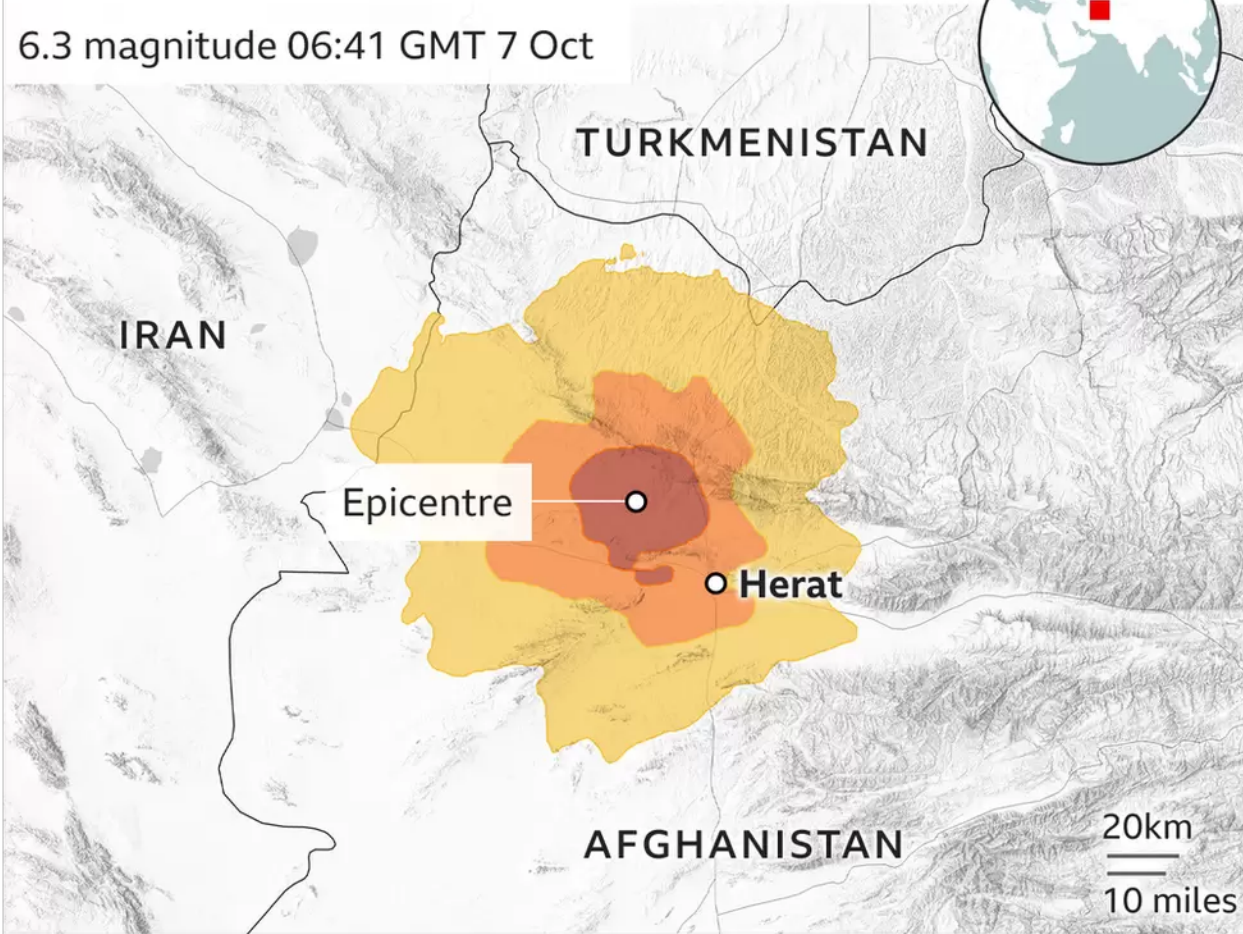 6.3 magnitude 06:41 GMT 7 Oct
TURKMENISTAN
IRAN
Epicentre
Herat
AFGHANISTAN
20km
10 miles